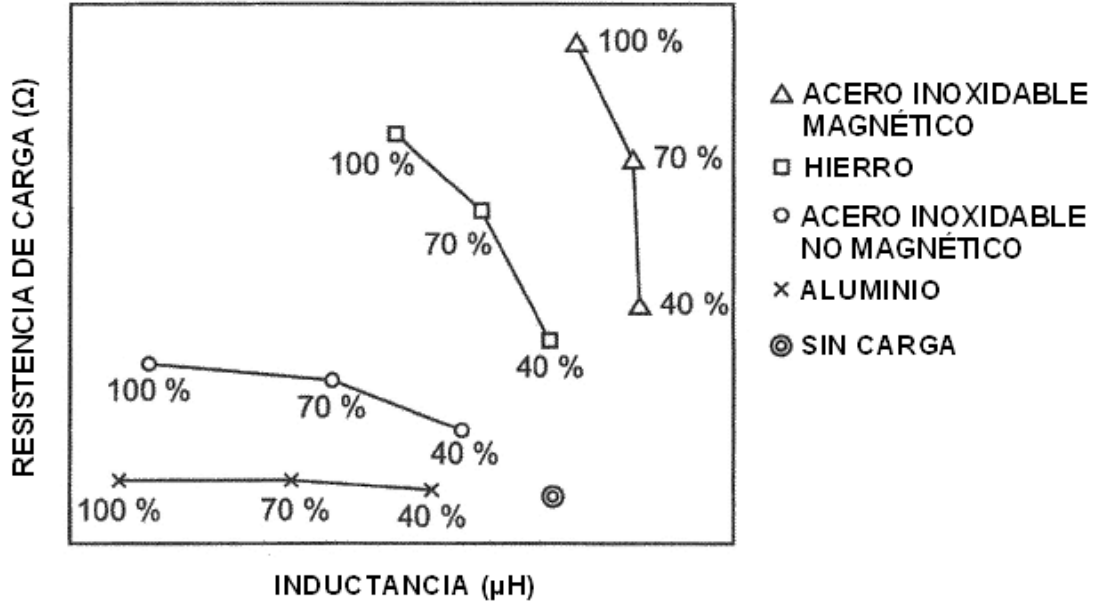 RESISTENCIA DE CARGA (Ω)
100 %
70 %
40 %
100 %
70 %
40 %
100 %
70 %
40 %
100 %
70 %
40 %
INDUCTANCIA (µH)
ACERO INOXIDABLE
MAGNÉTICO
HIERRO
ACERO INOXIDABLE
NO MAGNÉTICO
ALUMINIO
SIN CARGA